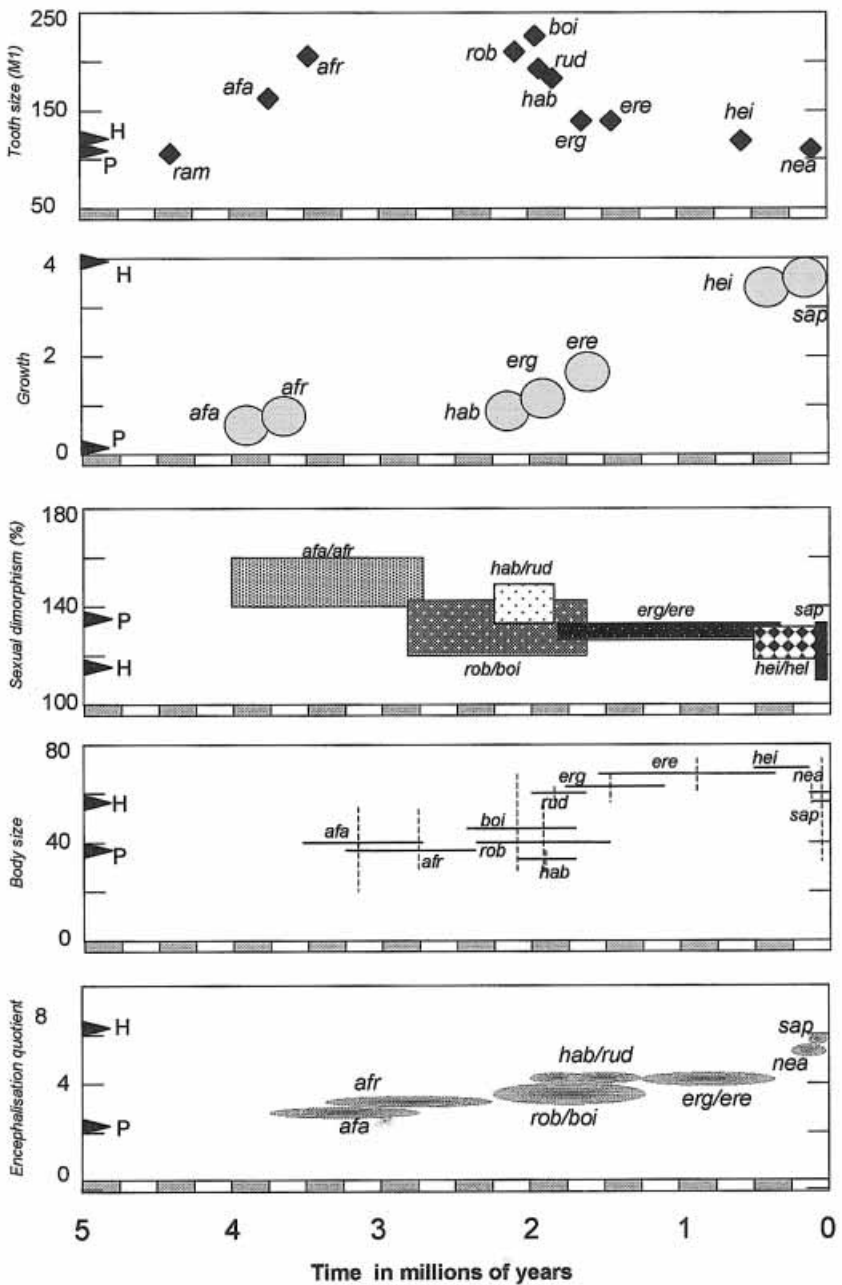 250
boi
rob
rud
afr
afa
hab
ere
150
Tooth size (M1)
H
hei
erg
P
ram
nea
50
4
H
hei
sap
ere
2
erg
Growth
afr
afa
hab
P
0
180
Sexual dimorphism (%)
afa/afr
hab/rud
erg/ere
sap
140
P
H
rob/boi
hei/hel
100
80
hei
ere
nea
erg
H
rud
sap
boi
afa
40
rob
P
afr
hab
Body size
0
8
H
sap
Encephalisation quotient
hab/rud
nea
afr
4
erg/ere
rob/boi
afa
P
0
5 4 3 2 1 0
Time in millions of years